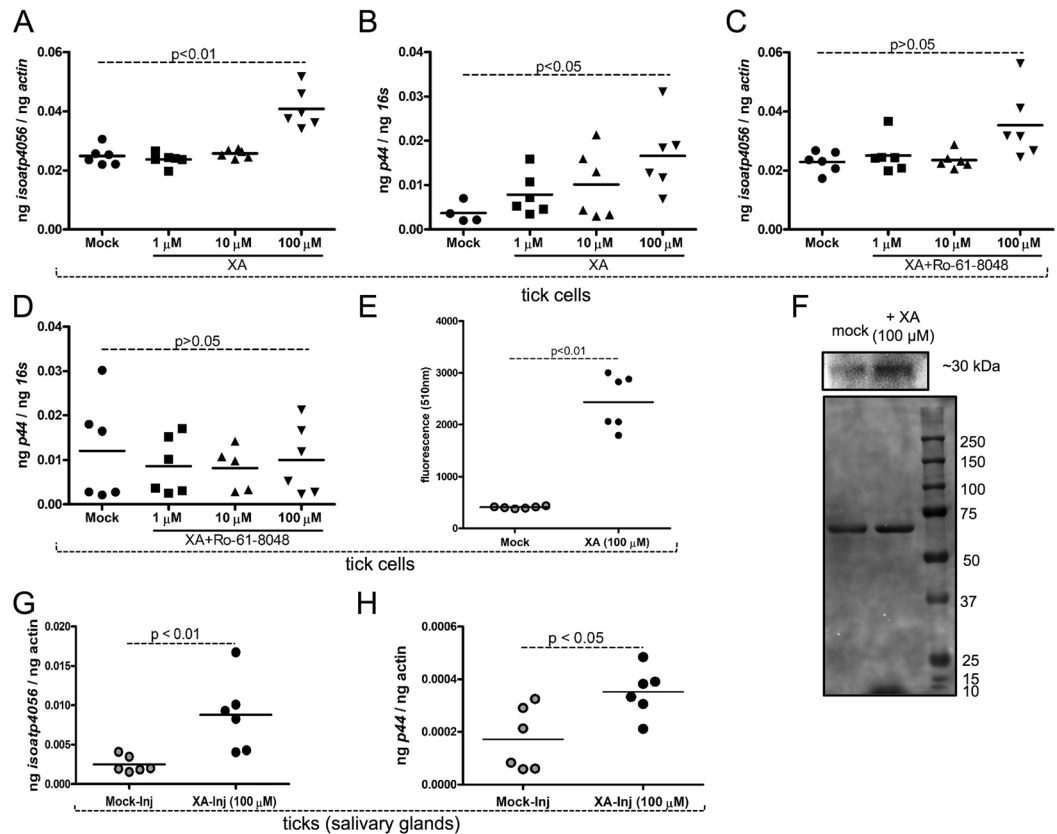 A
ng isoatp4056 / ng actin
0.06
0.04
0.02
0.00
p<0.01
Mock
1 µM
10 µM
100 µM
XA
B
ng p44 / ng 16s
0.04
0.03
0.02
0.01
0.00
p<0.05
Mock
1 µM
10 µM
100 µM
XA
C
ng isoatp4056 / ng actin
0.06
0.04
0.02
0.00
p>0.05
Mock
1 µM
10 µM
100 µM
XA+Ro-61-8048
tick cells
D
ng p44 / ng 16s
0.04
0.03
0.02
0.01
0.00
p>0.05
Mock
1 µM
10 µM
100 µM
XA+Ro-61-8048
E
fluorescence (510nm)
4000
3000
2000
1000
0
p<0.01
Mock
XA (100 µM)
tick cells
F
mock
+ XA
(100 µM)
~30 kDa
250
150
100
75
50
37
25
15
10
G
ng isoatp4056 / ng actin
0.020
0.015
0.010
0.005
0.000
p < 0.01
Mock-Inj
XA-Inj (100 µM)
H
ng p44 / ng actin
0.0006
0.0004
0.0002
0.0000
p < 0.05
Mock-Inj
XA-Inj (100 µM)
ticks (salivary glands)